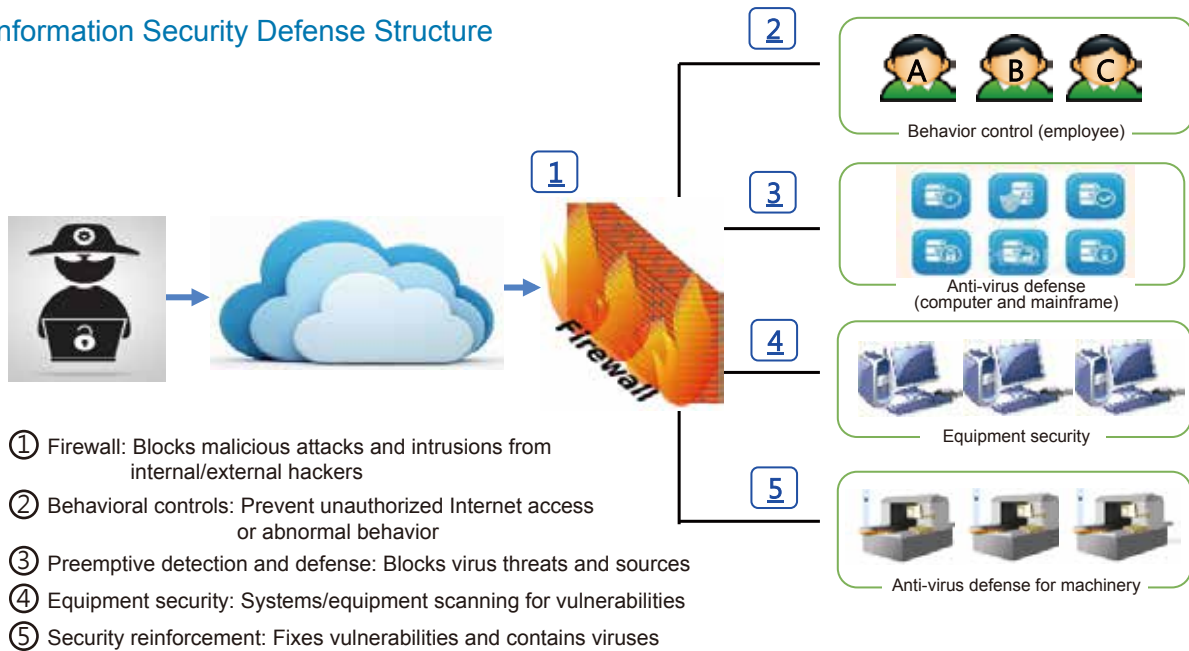 nformation Security Defense Structure
2
A B C
Behavior control (employee)
1
3
Anti-virus defense
(computer and mainframe)
Firewall
4
Equipment security
5
Anti-virus defense for machinery
① Firewall: Blocks malicious attacks and intrusions from
internal/external hackers
② Behavioral controls: Prevent unauthorized Internet access
or abnormal behavior
③ Preemptive detection and defense: Blocks virus threats and sources
④ Equipment security: Systems/equipment scanning for vulnerabilities
⑤ Security reinforcement: Fixes vulnerabilities and contains viruses